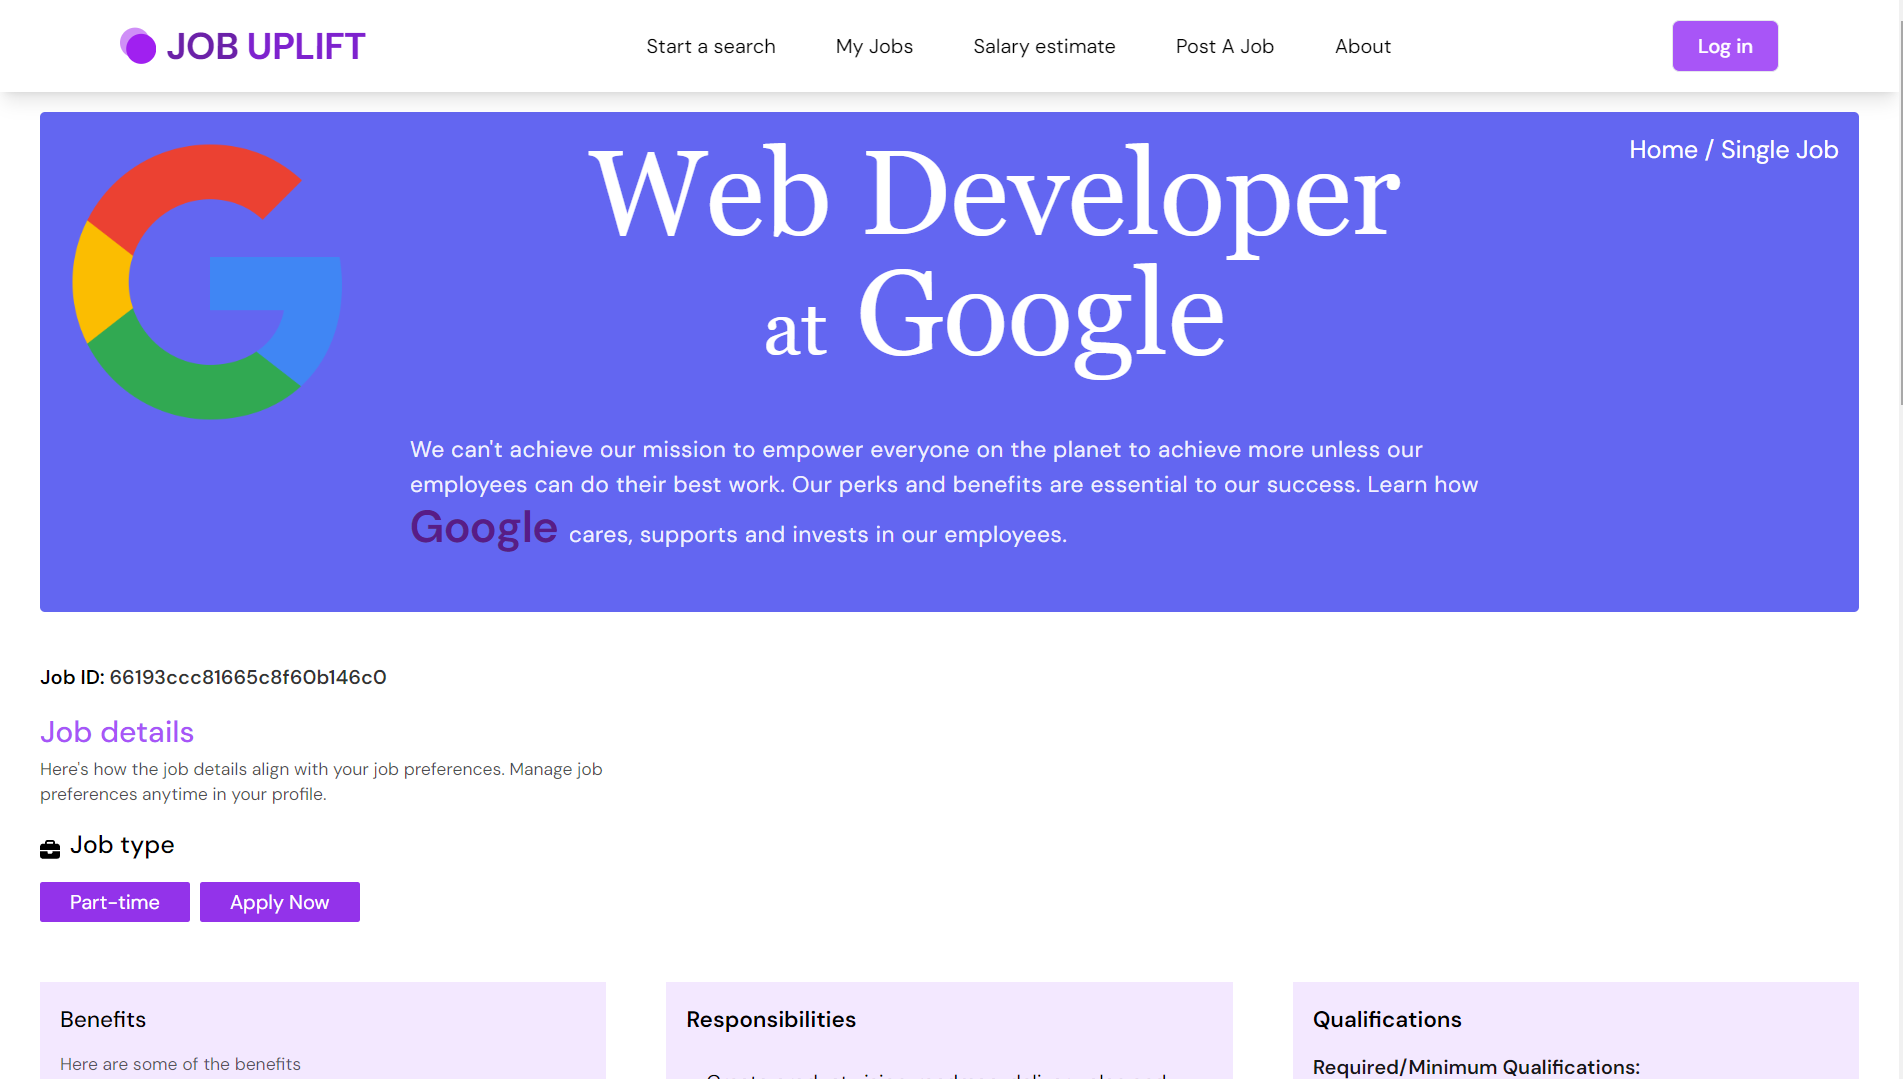 JOB UPLIFT
Start a search
My Jobs
Salary estimate
Post A Job
About
Log in
Home / Single Job
Web Developer
at Google
We can't achieve our mission to empower everyone on the planet to achieve more unless our
employees can do their best work. Our perks and benefits are essential to our success. Learn how
Google cares, supports and invests in our employees.
Job ID: 66193ccc81665c8f60b146c0
Job details
Here's how the job details align with your job preferences. Manage job
preferences anytime in your profile.
Job type
Part-time
Apply Now
Benefits
Here are some of the benefits
Responsibilities
Qualifications
Required/Minimum Qualifications: